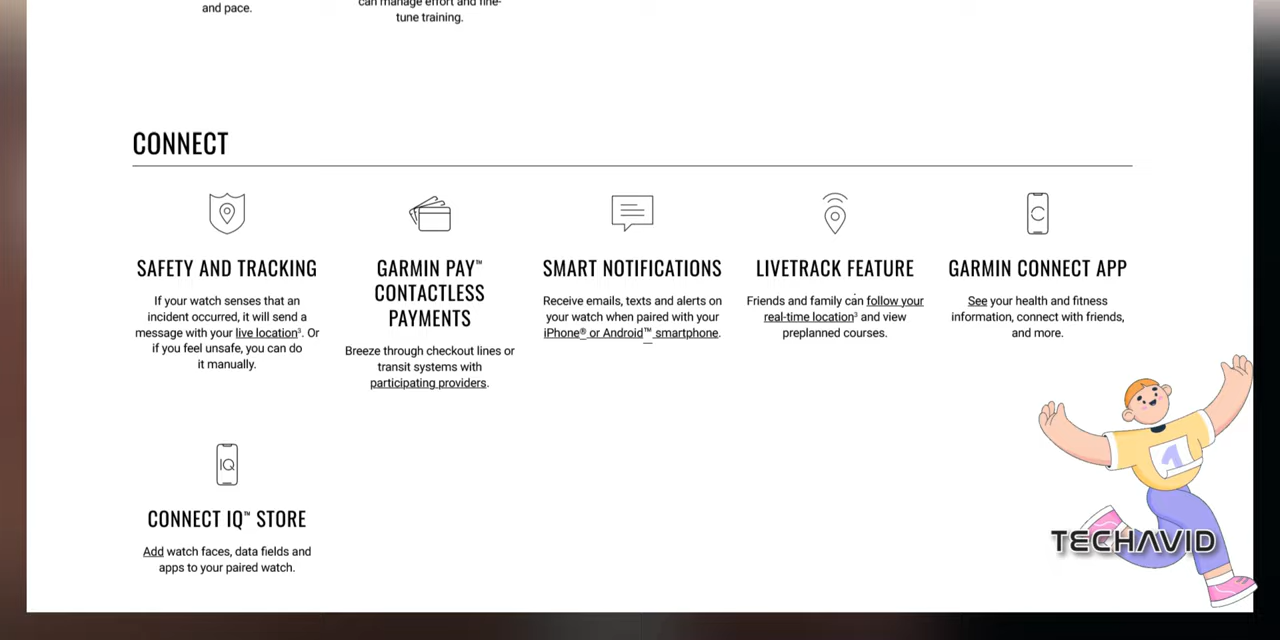 and pace.
can manage effort and fine-
tune training.
CONNECT
SAFETY AND TRACKING
If your watch senses that an
incident occurred, it will send a
message with your live location³. Or
if you feel unsafe, you can do
it manually.
GARMIN PAY™
CONTACTLESS
PAYMENTS
Breeze through checkout lines or
transit systems with
participating providers.
SMART NOTIFICATIONS
Receive emails, texts and alerts on
your watch when paired with your
iPhone® or Android™ smartphone.
LIVETRACK FEATURE
Friends and family can follow your
real-time location³ and view
preplanned courses.
GARMIN CONNECT APP
See your health and fitness
information, connect with friends,
and more.
IQ
CONNECT IQ™ STORE
Add watch faces, data fields and
apps to your paired watch.
1
TECHAVID